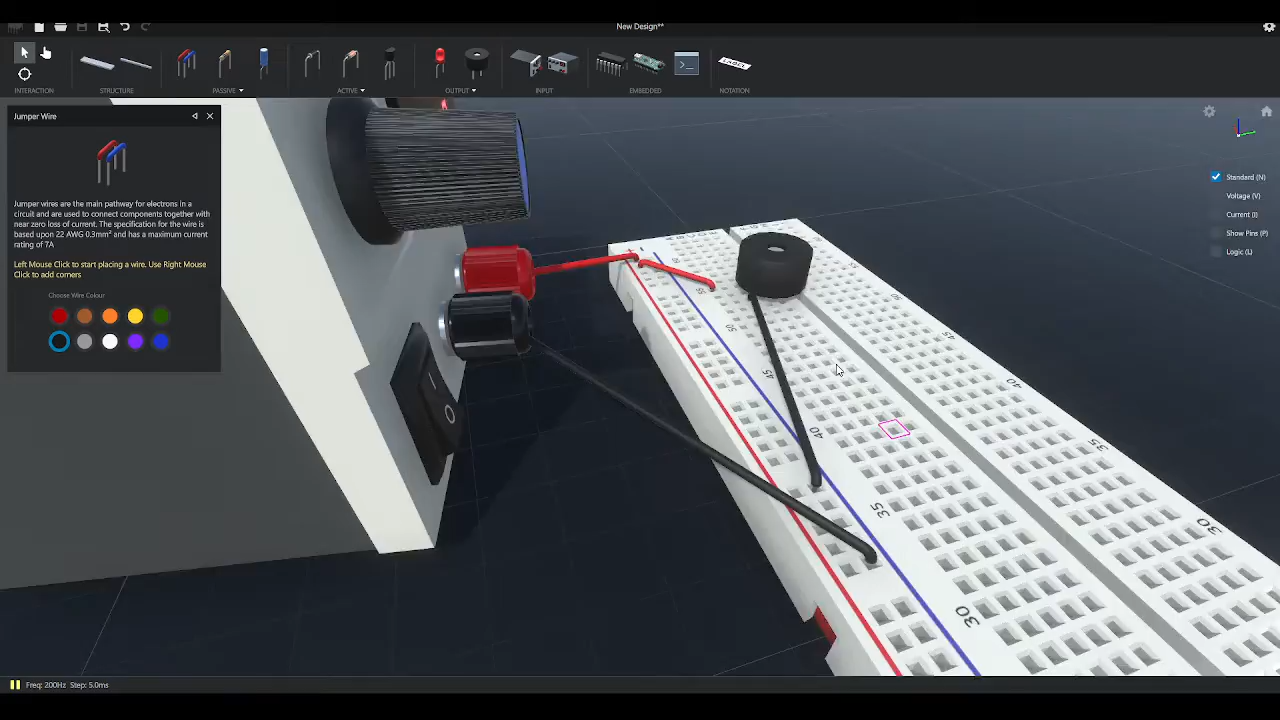 New Design**
INTERACTION
STRUCTURE
PASSIVE
ACTIVE
OUTPUT
INPUT
EMBEDDED
NOTATION
LABEL
Jumper Wire
Jumper wires are the main pathway for electrons in a
circuit and are used to connect components together with
near zero loss of current. The specification for the wire is
based upon 22 AWG 0.3mm² and has a maximum current
rating of 7A
Left Mouse Click to start placing a wire. Use Right Mouse
Click to add corners
Choose Wire Colour
Standard (N)
Voltage (V)
Current (I)
Show Pins (P)
Logic (L)
50
45
40
35
30
45
40
35
30
Freq: 200Hz Step: 5.0ms